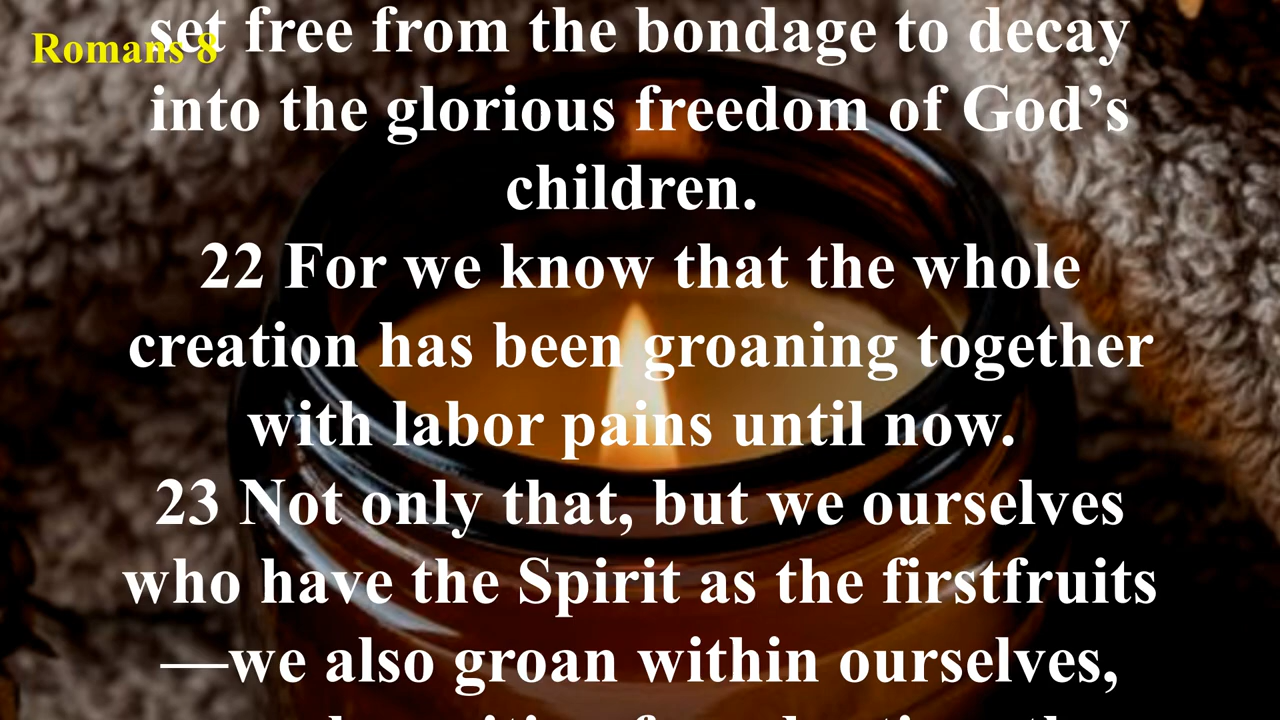 Romans 8
set free from the bondage to decay
into the glorious freedom of God’s
children.
22 For we know that the whole
creation has been groaning together
with labor pains until now.
23 Not only that, but we ourselves
who have the Spirit as the firstfruits
—we also groan within ourselves,